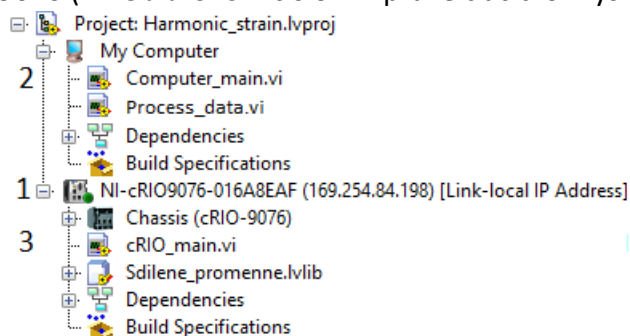 Project: Harmonic_strain.lvproj
My Computer
2 Computer_main.vi
Process_data.vi
Dependencies
Build Specifications
1 NI-cRIO9076-016A8EAF (169.254.84.198) [Link-local IP Address]
Chassis (cRIO-9076)
3 cRIO_main.vi
Sdilene_promenne.lvlib
Dependencies
Build Specifications